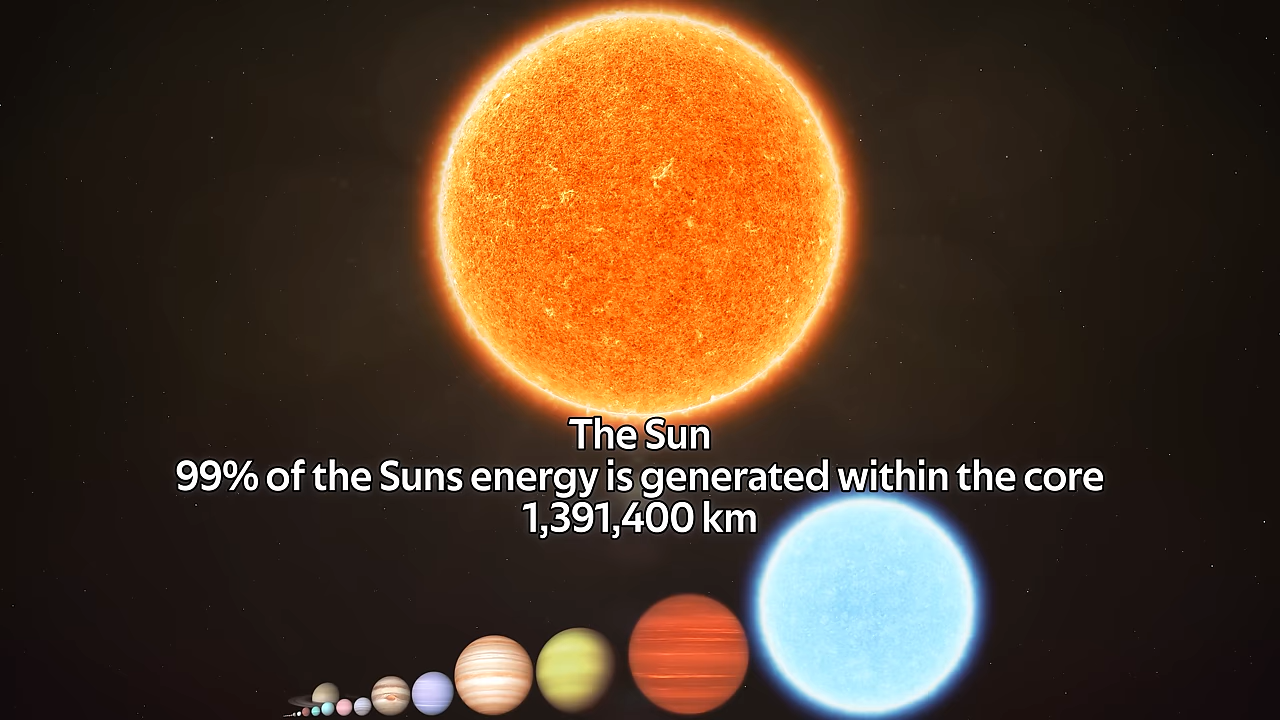 The Sun
99% of the Suns energy is generated within the core
1,391,400 km